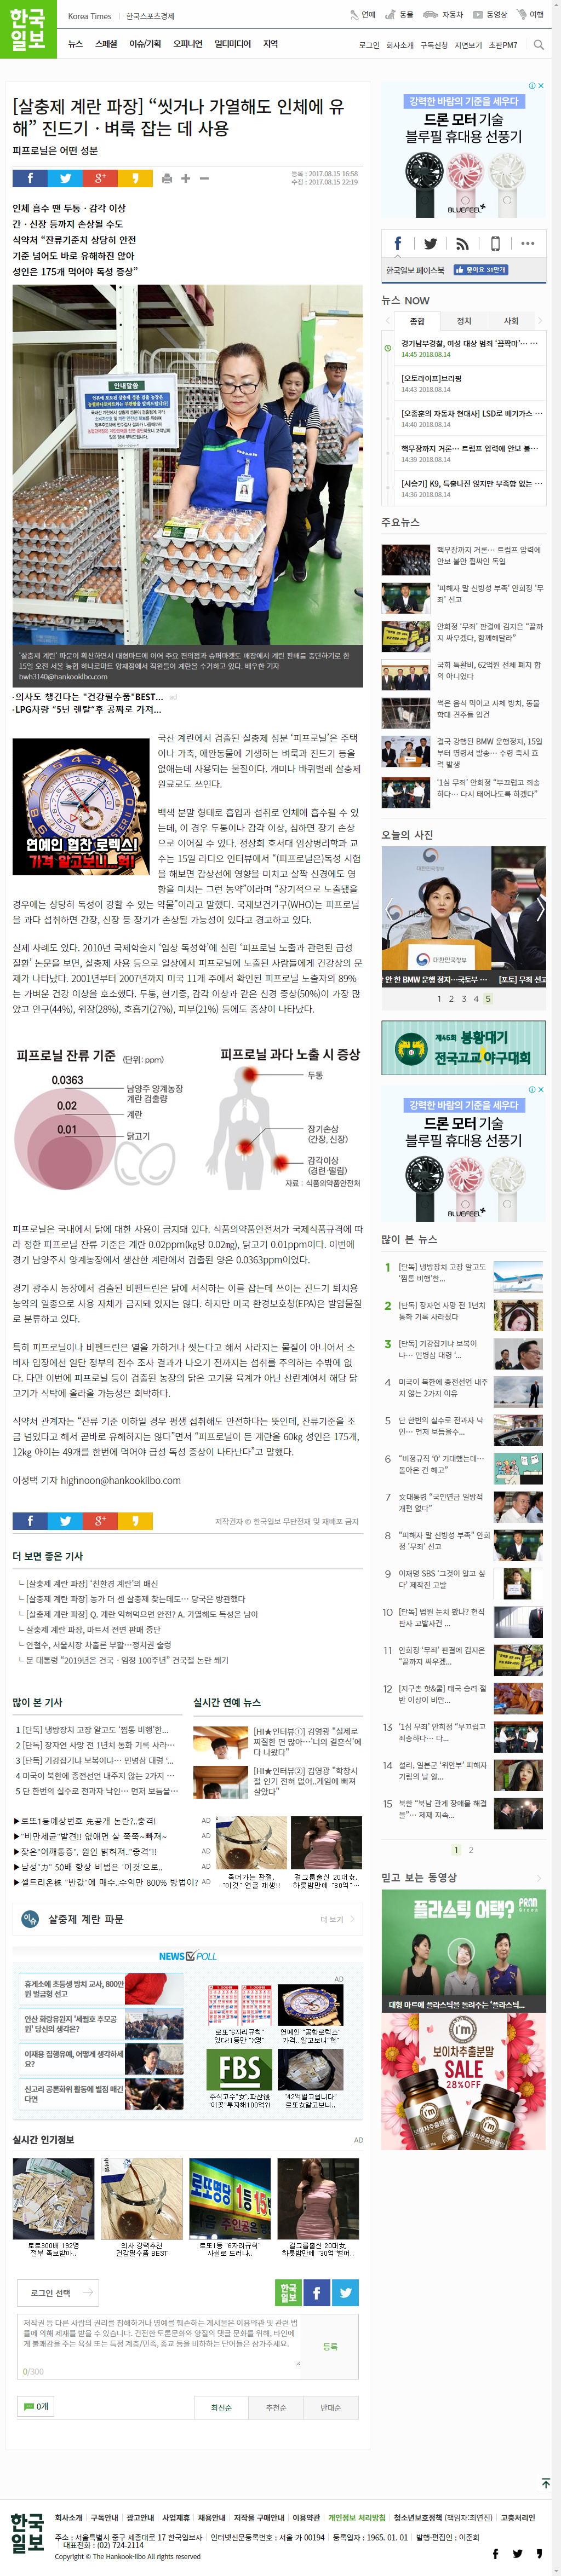 한국일보
Korea Times
한국스포츠경제
연예
동물
자동차
동영상
여행
뉴스
스페셜
이슈/기획
오피니언
멀티미디어
지역
로그인
회사소개
구독신청
지면보기
초판PM7
[살충제 계란 파장] “씻거나 가열해도 인체에 유
해” 진드기ㆍ벼룩 잡는 데 사용
피프로닐은 어떤 성분
등록 : 2017.08.15 16:58
수정 : 2017.08.15 22:19
인체 흡수 땐 두통ㆍ감각 이상
간ㆍ신장 등까지 손상될 수도
식약처 “잔류기준치 상당히 안전
기준 넘어도 바로 유해하진 않아
성인은 175개 먹어야 독성 증상”
안내말씀
‘살충제 계란’ 파문이 확산하면서 대형마트에 이어 주요 편의점과 슈퍼마켓도 매장에서 계란 판매를 중단하기로 한
15일 오전 서울 농협 하나로마트 양재점에서 직원들이 계란을 수거하고 있다. 배우한 기자
bwh3140@hankookilbo.com
·의사도 챙긴다는 "건강필수품"BEST... ad
·LPG차량 "5년 렌탈"후 공짜로 가져...
연예인 협찬 로렉스!
가격 알고보니...헉!
국산 계란에서 검출된 살충제 성분 ‘피프로닐’은 주택
이나 가축, 애완동물에 기생하는 벼룩과 진드기 등을
없애는데 사용되는 물질이다. 개미나 바퀴벌레 살충제
원료로도 쓰인다.
백색 분말 형태로 흡입과 섭취로 인체에 흡수될 수 있
는데, 이 경우 두통이나 감각 이상, 심하면 장기 손상
으로 이어질 수 있다. 정상희 호서대 임상병리학과 교
수는 15일 라디오 인터뷰에서 “(피프로닐은)독성 시험
을 해보면 갑상선에 영향을 미치고 살짝 신경에도 영
향을 미치는 그런 농약”이라며 “장기적으로 노출됐을
경우에는 상당히 독성이 강할 수 있는 약물”이라고 말했다. 국제보건기구(WHO)는 피프로닐
을 과다 섭취하면 간장, 신장 등 장기가 손상될 가능성이 있다고 경고하고 있다.
실제 사례도 있다. 2010년 국제학술지 ‘임상 독성학’에 실린 ‘피프로닐 노출과 관련된 급성
질환’ 논문을 보면, 살충제 사용 등으로 일상에서 피프로닐에 노출된 사람들에게 건강상의 문
제가 나타났다. 2001년부터 2007년까지 미국 11개 주에서 확인된 피프로닐 노출자의 89%
는 가벼운 건강 이상을 호소했다. 두통, 현기증, 감각 이상과 같은 신경 증상(50%)이 가장 많
았고 안구(44%), 위장(28%), 호흡기(27%), 피부(21%) 등에도 증상이 나타났다.
피프로닐 잔류 기준 (단위: ppm)
0.0363
남양주 양계농장
계란 검출량
0.02
계란
0.01
닭고기
피프로닐 과다 노출 시 증상
두통
장기손상
(간장, 신장)
감각이상
(경련·떨림)
자료 : 식품의약품안전처
피프로닐은 국내에서 닭에 대한 사용이 금지돼 있다. 식품의약품안전처가 국제식품규격에 따
라 정한 피프로닐 잔류 기준은 계란 0.02ppm(㎏당 0.02㎎), 닭고기 0.01ppm이다. 이번에
경기 남양주시 양계농장에서 생산한 계란에서 검출된 양은 0.0363ppm이었다.
경기 광주시 농장에서 검출된 비펜트린은 닭에 서식하는 이를 잡는데 쓰이는 진드기 퇴치용
농약의 일종으로 사용 자체가 금지돼 있지는 않다. 하지만 미국 환경보호청(EPA)은 발암물질
로 분류하고 있다.
특히 피프로닐이나 비펜트린은 열을 가하거나 씻는다고 해서 사라지는 물질이 아니어서 소
비자 입장에선 일단 정부의 전수 조사 결과가 나오기 전까지는 섭취를 주의하는 수밖에 없
다. 다만 이번에 피프로닐 등이 검출된 농장의 닭은 고기용 육계가 아닌 산란계여서 해당 닭
고기가 식탁에 올라올 가능성은 희박하다.
식약처 관계자는 “잔류 기준 이하일 경우 평생 섭취해도 안전하다는 뜻인데, 잔류기준을 조
금 넘었다고 해서 곧바로 유해하지는 않다”면서 “피프로닐이 든 계란을 60㎏ 성인은 175개,
12㎏ 아이는 49개를 한번에 먹어야 급성 독성 증상이 나타난다”고 말했다.
이성택 기자 highnoon@hankookilbo.com
저작권자 © 한국일보 무단전재 및 재배포 금지
더 보면 좋은 기사
ㄴ[살충제 계란 파장] ‘친환경 계란’의 배신
ㄴ[살충제 계란 파장] 농가 더 센 살충제 찾는데도… 당국은 방관했다
ㄴ[살충제 계란 파장] Q. 계란 익혀먹으면 안전? A. 가열해도 독성은 남아
ㄴ살충제 계란 파장, 마트서 전면 판매 중단
ㄴ안철수, 서울시장 차출론 부활…정치권 술렁
ㄴ문 대통령 “2019년은 건국ㆍ임정 100주년” 건국절 논란 쐐기
많이 본 기사
1 [단독] 냉방장치 고장 알고도 ‘찜통 비행’한...
2 [단독] 장자연 사망 전 1년치 통화 기록 사라…
3 [단독] 기강잡기냐 보복이냐… 민병삼 대령 ‘...
4 미국이 북한에 종전선언 내주지 않는 2가지 …
5 단 한번의 실수로 전과자 낙인… 먼저 보듬을…
실시간 연예 뉴스
[HI★인터뷰①] 김영광 "실제로
찌질한 면 많아…'너의 결혼식'에
다 나왔다"
[HI★인터뷰②] 김영광 "학창시
절 인기 전혀 없어..게임에 빠져
살았다"
▶로또1등예상번호 先공개 논란?..충격! AD
▶"비만세균"발견!! 없애면 살 쭉쭉~빠져~ AD
▶잦은"어깨통증", 원인 밝혀져.."충격"!! AD
▶남성"力" 50배 향상 비법은 '이것'으로.. AD
▶셀트리온株 "반값"에 매수..수익만 800% 방법이? AD
죽어가는 관절,
"이것" 연골 재생!!
걸그룹출신 20대女,
하룻밤만에 "30억"…
이슈
살충제 계란 파문
더 보기
NEWS POLL
휴게소에 초등생 방치 교사, 800만
원 벌금형 선고
안산 화랑유원지 '세월호 추모공
원' 당신의 생각은?
이재용 집행유예, 어떻게 생각하세
요?
신고리 공론화위 활동에 별점 매긴
다면
AD
로또"6자리규칙"
있다!1등만 ">명"
연예인 "공항로렉스"
가격..알고보니"헉"
FBS
주식고수"女",파산後
"이곳"투자해100억?!
"42억벌고쉽니다"
로또女알고보니..
실시간 인기정보
AD
토토300배 192명
전부 족보받아..
의사 강력추천
건강필수품 BEST
로또명당 1등 15번
로또1등 "6자리규칙"
사실로 드러나..
걸그룹출신 20대女,
하룻밤만에 "30억"벌어..
로그인 선택
저작권 등 다른 사람의 권리를 침해하거나 명예를 훼손하는 게시물은 이용약관 및 관련 법
률에 의해 제재를 받을 수 있습니다. 건전한 토론문화와 양질의 댓글 문화를 위해, 타인에
게 불쾌감을 주는 욕설 또는 특정 계층/민족, 종교 등을 비하하는 단어들은 삼가주세요.
0/300
등록
0개
최신순
추천순
반대순
강력한 바람의 기준을 세우다
드론 모터 기술
블루필 휴대용 선풍기
BLUEFEEL
한국일보 페이스북
좋아요 31만개
뉴스 NOW
종합
정치
사회
경기남부경찰, 여성 대상 범죄 ‘꼼짝마’… …
14:45 2018.08.14
[오토라이프]브리핑
14:43 2018.08.14
[오종훈의 자동차 현대사] LSD로 배기가스 …
14:40 2018.08.14
핵무장까지 거론… 트럼프 압력에 안보 불…
14:39 2018.08.14
[시승기] K9, 특출나진 않지만 부족함 없는 …
14:36 2018.08.14
주요뉴스
핵무장까지 거론… 트럼프 압력에
안보 불안 휩싸인 독일
'피해자 말 신빙성 부족' 안희정 '무
죄' 선고
안희정 ‘무죄’ 판결에 김지은 “끝까
지 싸우겠다, 함께해달라”
국회 특활비, 62억원 전체 폐지 합
의 아니었다
썩은 음식 먹이고 사체 방치, 동물
학대 견주들 입건
결국 강행된 BMW 운행정지, 15일
부터 명령서 발송… 수령 즉시 효
력 발생
‘1심 무죄’ 안희정 “부끄럽고 죄송
하다… 다시 태어나도록 하겠다”
오늘의 사진
대한민국정부
안 한 BMW 운행 정지…국토부 …
[포토] 무죄 선고
1 2 3 4 5
제46회 봉황대기
전국고교야구대회
강력한 바람의 기준을 세우다
드론 모터 기술
블루필 휴대용 선풍기
BLUEFEEL
많이 본 뉴스
1 [단독] 냉방장치 고장 알고도
‘찜통 비행’한...
2 [단독] 장자연 사망 전 1년치
통화 기록 사라졌다
3 [단독] 기강잡기냐 보복이
냐… 민병삼 대령 ‘...
4 미국이 북한에 종전선언 내주
지 않는 2가지 이유
5 단 한번의 실수로 전과자 낙
인… 먼저 보듬을수...
6 “비정규직 ‘0’ 기대했는데…
돌아온 건 해고”
7 文대통령 “국민연금 일방적
개편 없다”
8 "피해자 말 신빙성 부족" 안희
정 '무죄' 선고
9 이재명 SBS ‘그것이 알고 싶
다’ 제작진 고발
10 [단독] 법원 눈치 봤나? 현직
판사 고발사건 ...
11 안희정 ‘무죄’ 판결에 김지은
“끝까지 싸우겠...
12 [지구촌 핫&쿨] 태국 승려 절
반 이상이 비만...
13 ‘1심 무죄’ 안희정 “부끄럽고
죄송하다… 다...
14 설리, 일본군 ‘위안부’ 피해자
기림의 날 알...
15 북한 “북남 관계 장애물 해결
을”… 제재 지속...
1 2
믿고 보는 동영상
플라스틱 어때?
PRAN
대형 마트에 플라스틱을 돌려주는 '플라스틱...
i'm
보이차추출분말
SALE
28%OFF
회사소개
구독안내
광고안내
사업제휴
채용안내
저작물 구매안내
이용약관
개인정보 처리방침
청소년보호정책 (책임자:최연진)
고충처리인
주소 : 서울특별시 중구 세종대로 17 한국일보사
인터넷신문등록번호 : 서울 가 00194
등록일자 : 1965. 01. 01
발행·편집인 : 이준희
대표전화 : (02) 724-2114
Copyright © The Hankook-Ilbo All rights reserved